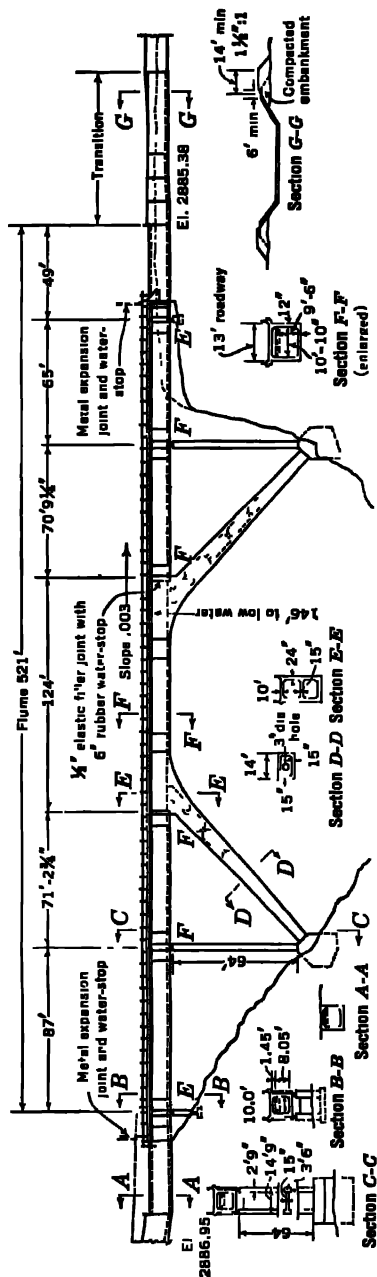 Flume 521'
87'
71'-2¾"
124'
70'9¼"
65'
49'
Transition
Metal expansion
joint and water-stop
½" elastic filler joint with
6" rubber water-stop
Slope .003
Metal expansion
joint and water-
stop
A
A
B
B
C
C
D
D
E
E
E
E
F
F
F
F
F
F
G
G
El
2886.95
El. 2885.38
64'
146' to low water
14' min
1½":1
6' min
Compacted
embankment
Section G-G
13' roadway
12"
9'-6"
10'-10"
Section F-F
(enlarged)
10'
24"
15"
Section E-E
14'
3" dia
hole
15"
15"
Section D-D
Section A-A
10.0'
1.45'
8.05'
Section B-B
64
2'9"
14'9"
15"
3'6"
Section C-C